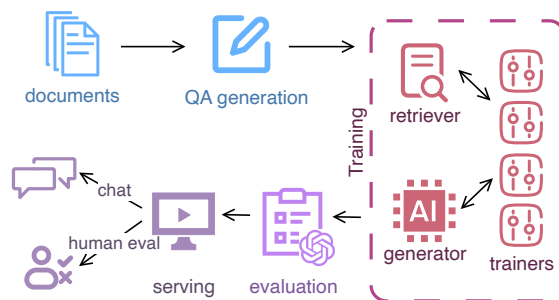 documents
QA generation
Training
retriever
AI
generator
trainers
chat
human eval
serving
evaluation